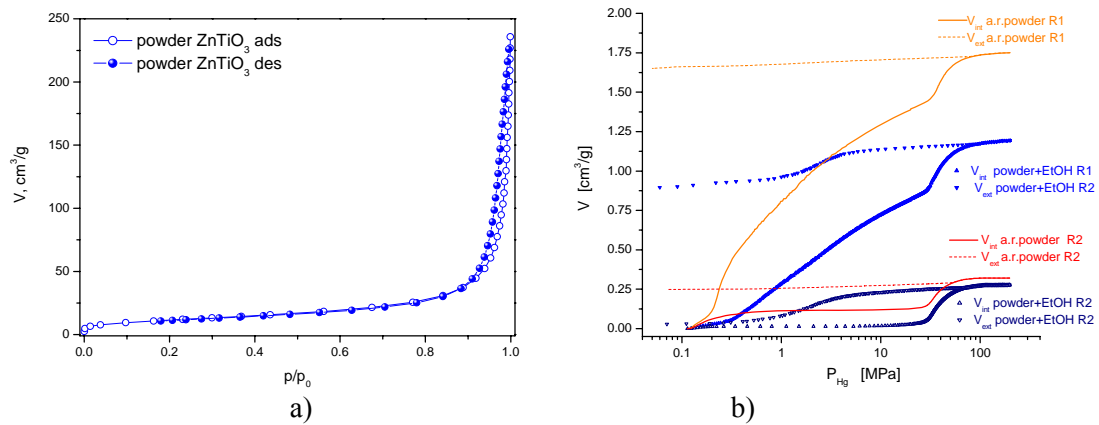 250
200
150
100
50
0
V, cm³/g
powder ZnTiO₃ ads
powder ZnTiO₃ des
0.0 0.2 0.4 0.6 0.8 1.0
p/p₀
a)
2.00
1.75
1.50
1.25
1.00
0.75
0.50
0.25
0.00
V [cm³/g]
V_int a.r.powder R1
V_ext a.r.powder R1
V_int powder+EtOH R1
V_ext powder+EtOH R2
V_int a.r.powder R2
V_ext a.r.powder R2
V_int powder+EtOH R2
V_ext powder+EtOH R2
0.1 1 10 100
P_Hg [MPa]
b)